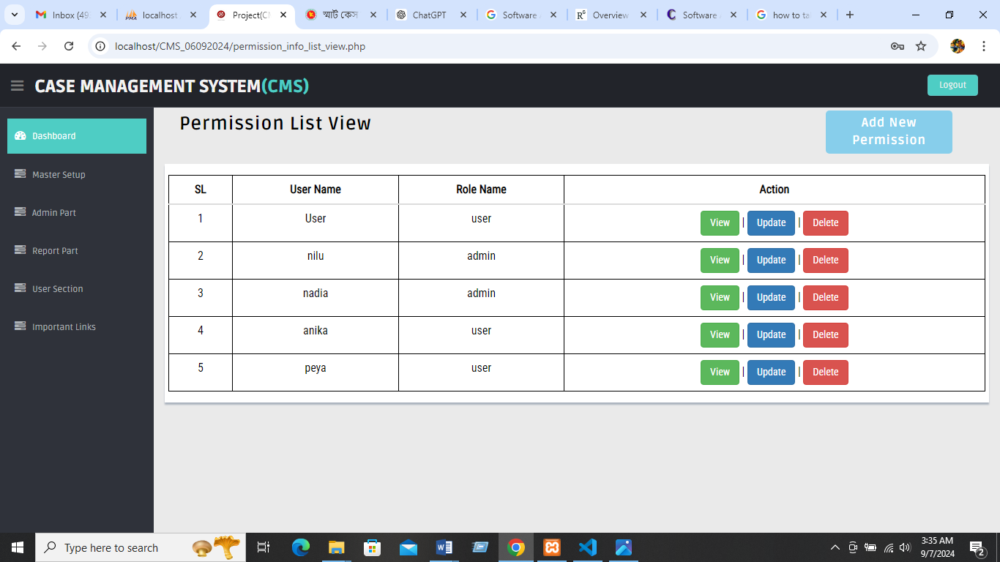 Inbox (49
localhost
Project(C
স্মার্ট কেস
ChatGPT
Software
Overview
Software
how to ta
localhost/CMS_06092024/permission_info_list_view.php
CASE MANAGEMENT SYSTEM(CMS)
Logout
Dashboard
Master Setup
Admin Part
Report Part
User Section
Important Links
Permission List View
Add New
Permission
SL User Name Role Name Action
1 User user View | Update | Delete
2 nilu admin View | Update | Delete
3 nadia admin View | Update | Delete
4 anika user View | Update | Delete
5 peya user View | Update | Delete
Type here to search
3:35 AM
9/7/2024
2